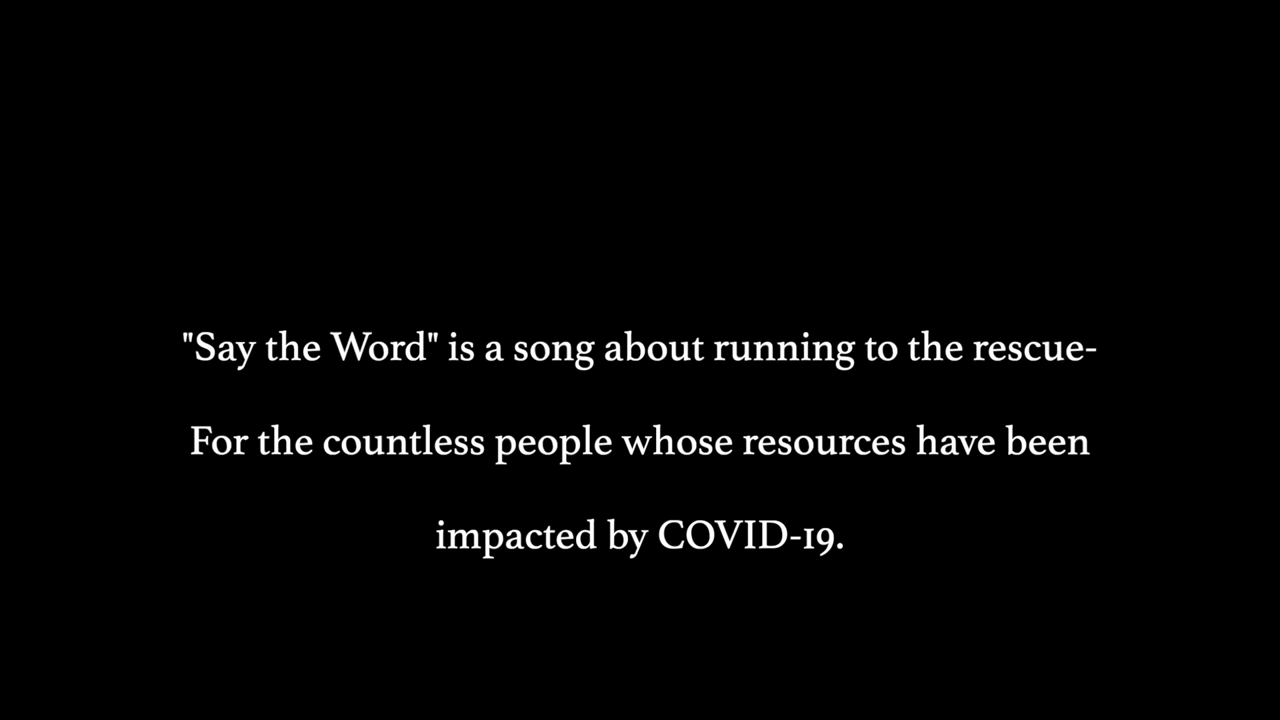 "Say the Word" is a song about running to the rescue-
For the countless people whose resources have been
impacted by COVID-19.